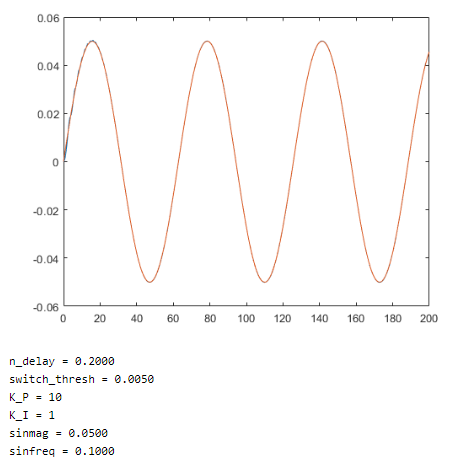 0.06
0.04
0.02
0
-0.02
-0.04
-0.06
0 20 40 60 80 100 120 140 160 180 200
n_delay = 0.2000
switch_thresh = 0.0050
K_P = 10
K_I = 1
sinmag = 0.0500
sinfreq = 0.1000